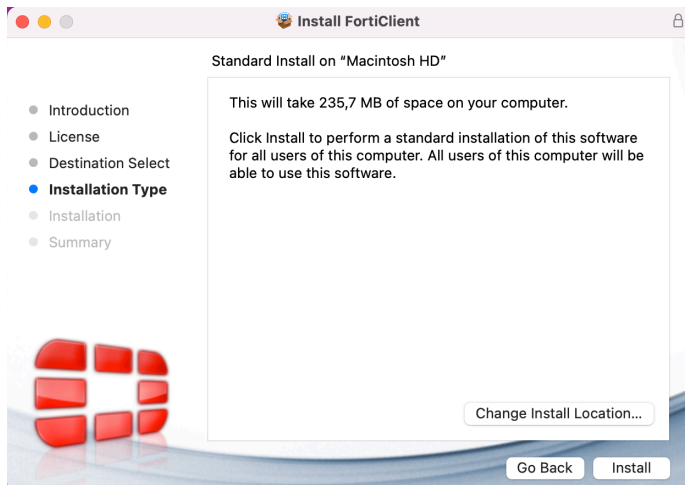 Install FortiClient
Standard Install on “Macintosh HD”
Introduction
License
Destination Select
Installation Type
Installation
Summary
This will take 235,7 MB of space on your computer.
Click Install to perform a standard installation of this software
for all users of this computer. All users of this computer will be
able to use this software.
Change Install Location...
Go Back
Install